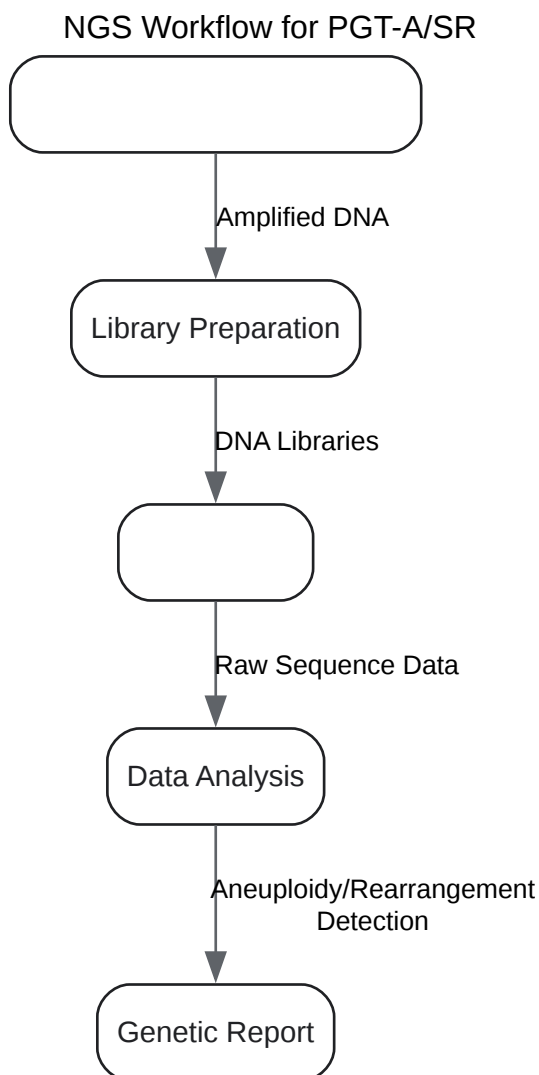 NGS Workflow for PGT-A/SR
Amplified DNA
Library Preparation
DNA Libraries
Raw Sequence Data
Data Analysis
Aneuploidy/Rearrangement
Detection
Genetic Report